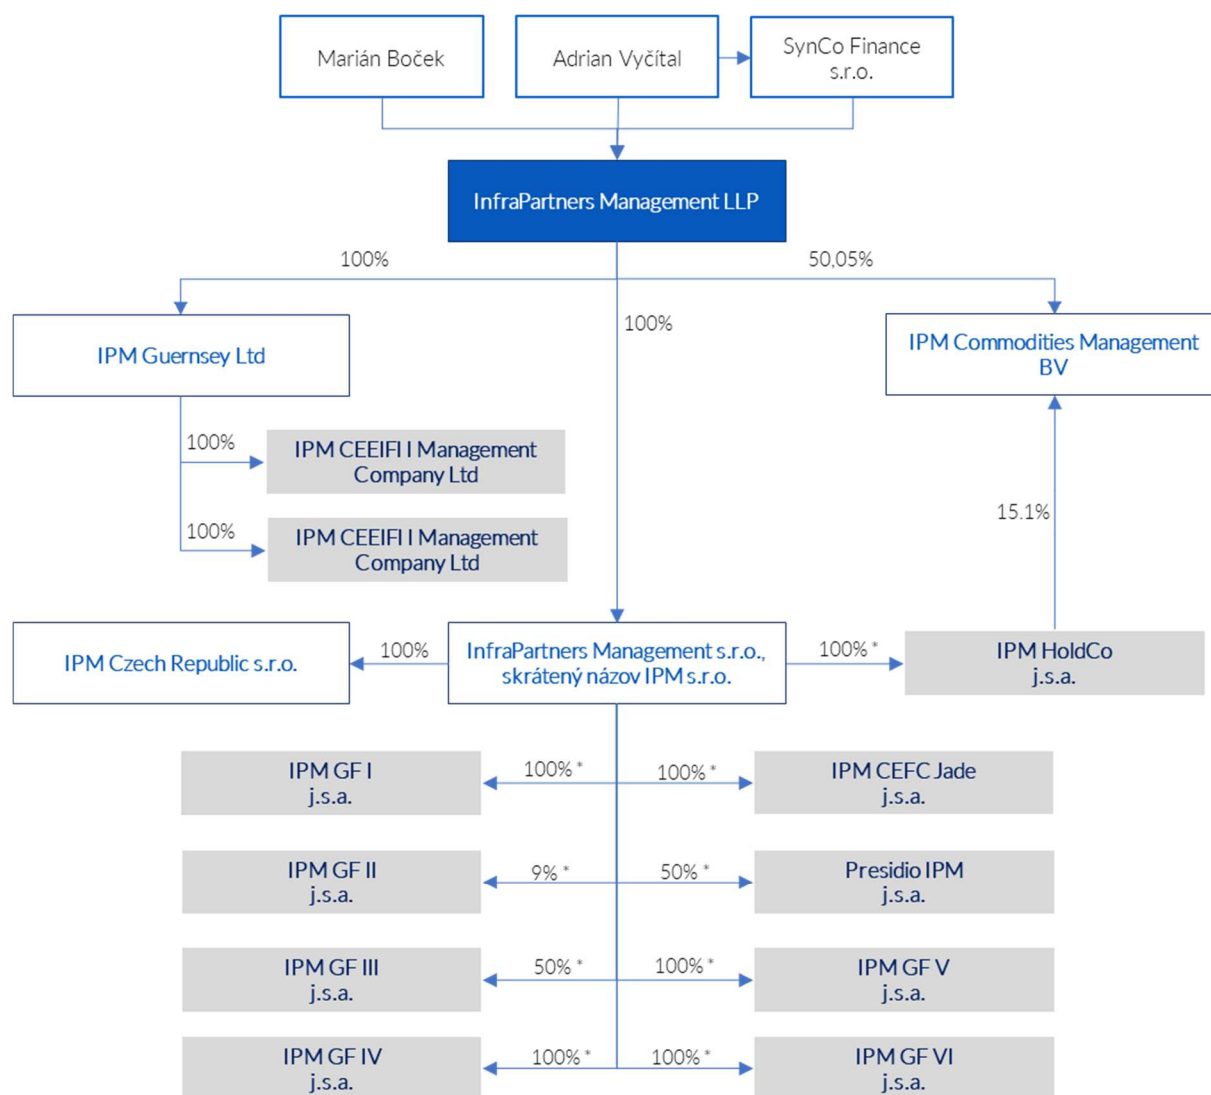 Marián Boček
Adrian Vyčítal
SynCo Finance
s.r.o.
InfraPartners Management LLP
100%
50,05%
100%
IPM Guernsey Ltd
IPM Commodities Management
BV
100%
IPM CEEIFI I Management
Company Ltd
100%
IPM CEEIFI I Management
Company Ltd
15.1%
IPM Czech Republic s.r.o.
100%
InfraPartners Management s.r.o.,
skrátený názov IPM s.r.o.
100% *
IPM HoldCo
j.s.a.
IPM GF I
j.s.a.
100% *
100% *
IPM CEFC Jade
j.s.a.
IPM GF II
j.s.a.
9% *
50% *
Presidio IPM
j.s.a.
IPM GF III
j.s.a.
50% *
100% *
IPM GF V
j.s.a.
IPM GF IV
j.s.a.
100% *
100% *
IPM GF VI
j.s.a.